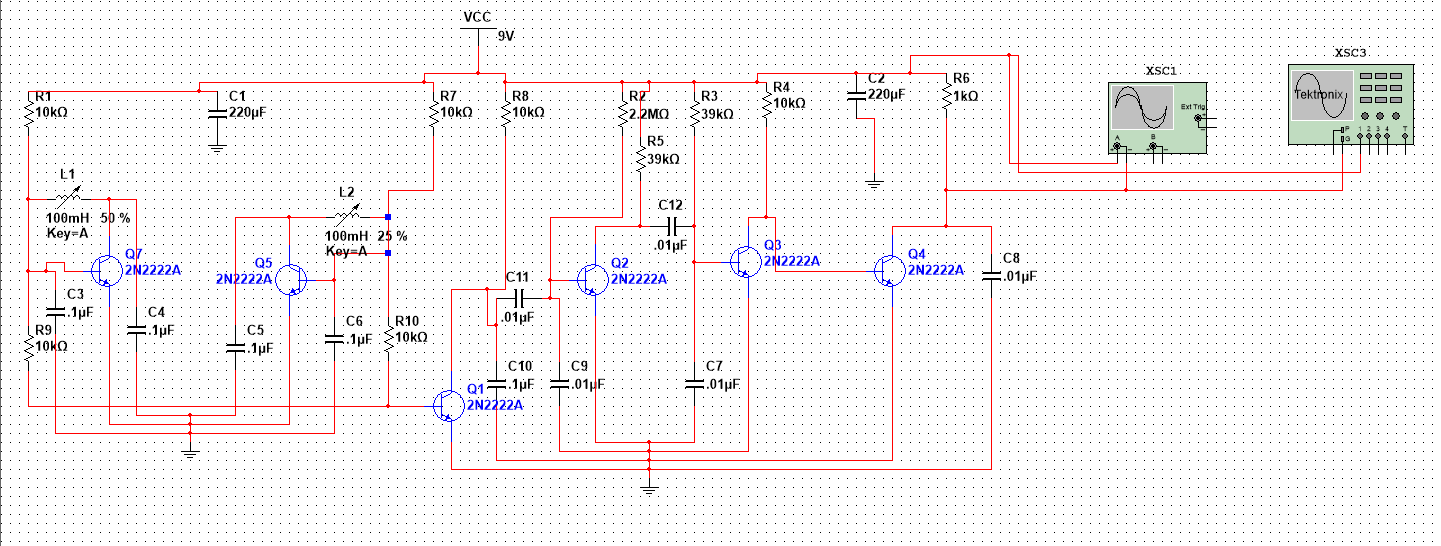 VCC
9V
XSC3
XSC1
Tektronix
P
G
1 2 3 4
T
Ext Trig
A
B
R1
10kΩ
C1
220µF
R7
10kΩ
R8
10kΩ
R2
2.2MΩ
R3
39kΩ
R4
10kΩ
C2
220µF
R6
1kΩ
R5
39kΩ
L1
100mH 50 %
Key=A
L2
100mH 25 %
Key=A
C12
.01µF
Q7
2N2222A
Q5
2N2222A
Q2
2N2222A
Q3
2N2222A
Q4
2N2222A
C8
.01µF
C3
.1µF
C4
.1µF
C11
.01µF
R9
10kΩ
C5
.1µF
C6
.1µF
R10
10kΩ
C10
.1µF
C9
.01µF
C7
.01µF
Q1
2N2222A